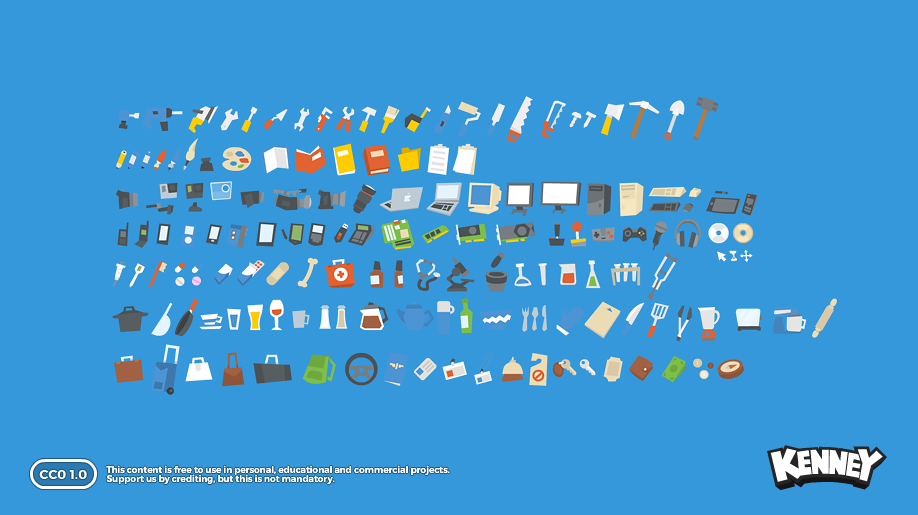 CC0 1.0
This content is free to use in personal, educational and commercial projects.
Support us by crediting, but this is not mandatory.
KENNEY